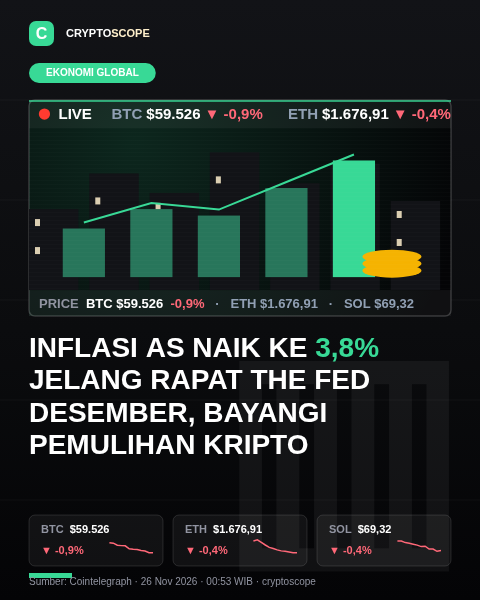 C CRYPTOSCOPE
EKONOMI GLOBAL
LIVE BTC $59.526 ▼ -0,9% ETH $1.676,91 ▼ -0,4%
PRICE BTC $59.526 -0,9% · ETH $1.676,91 · SOL $69,32
INFLASI AS NAIK KE 3,8%
JELANG RAPAT THE FED
DESEMBER, BAYANGI
PEMULIHAN KRIPTO
BTC $59.526
▼ -0,9%
ETH $1.676,91
▼ -0,4%
SOL $69,32
▼ -0,4%
Sumber: Cointelegraph · 26 Nov 2026 · 00:53 WIB · cryptoscope